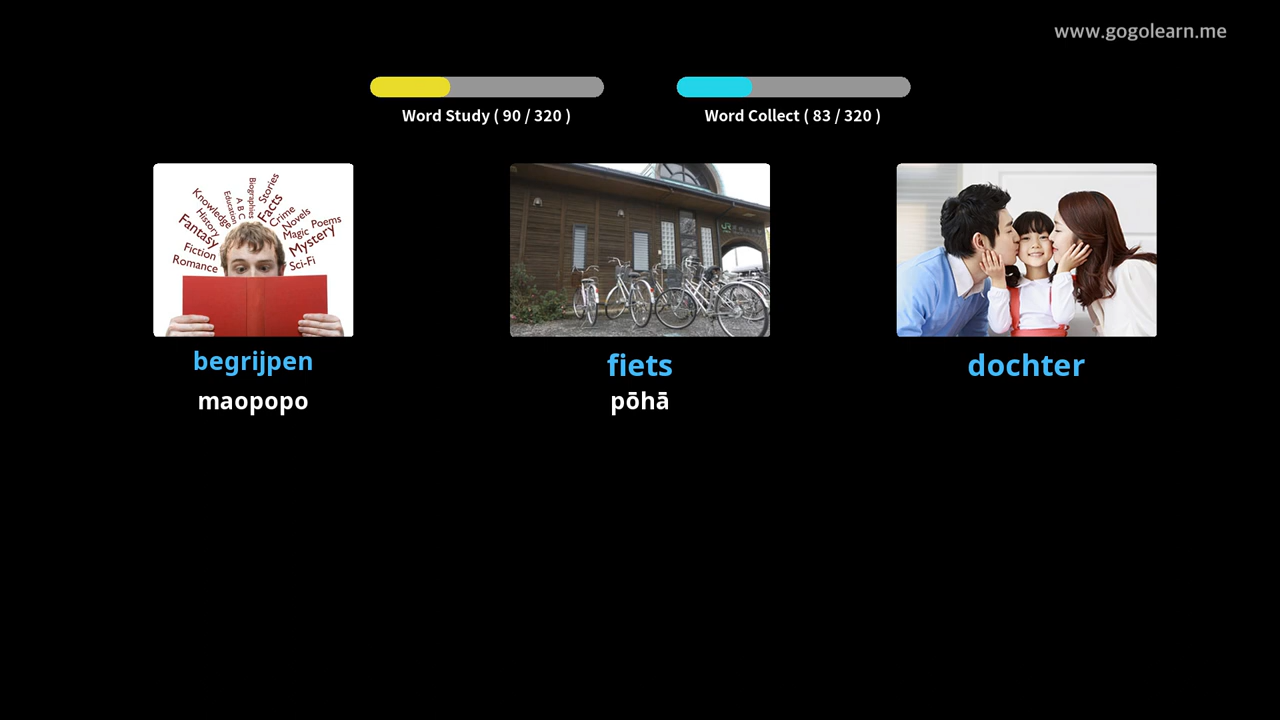 www.gogolearn.me
Word Study ( 90 / 320 )
Word Collect ( 83 / 320 )
Knowledge
History
Fantasy
Fiction
Romance
Education
A B C
Biographies
Stories
Facts
Crime
Novels
Magic
Poems
Mystery
Sci-Fi
JR
begrijpen
fiets
dochter
maopopo
pōhā